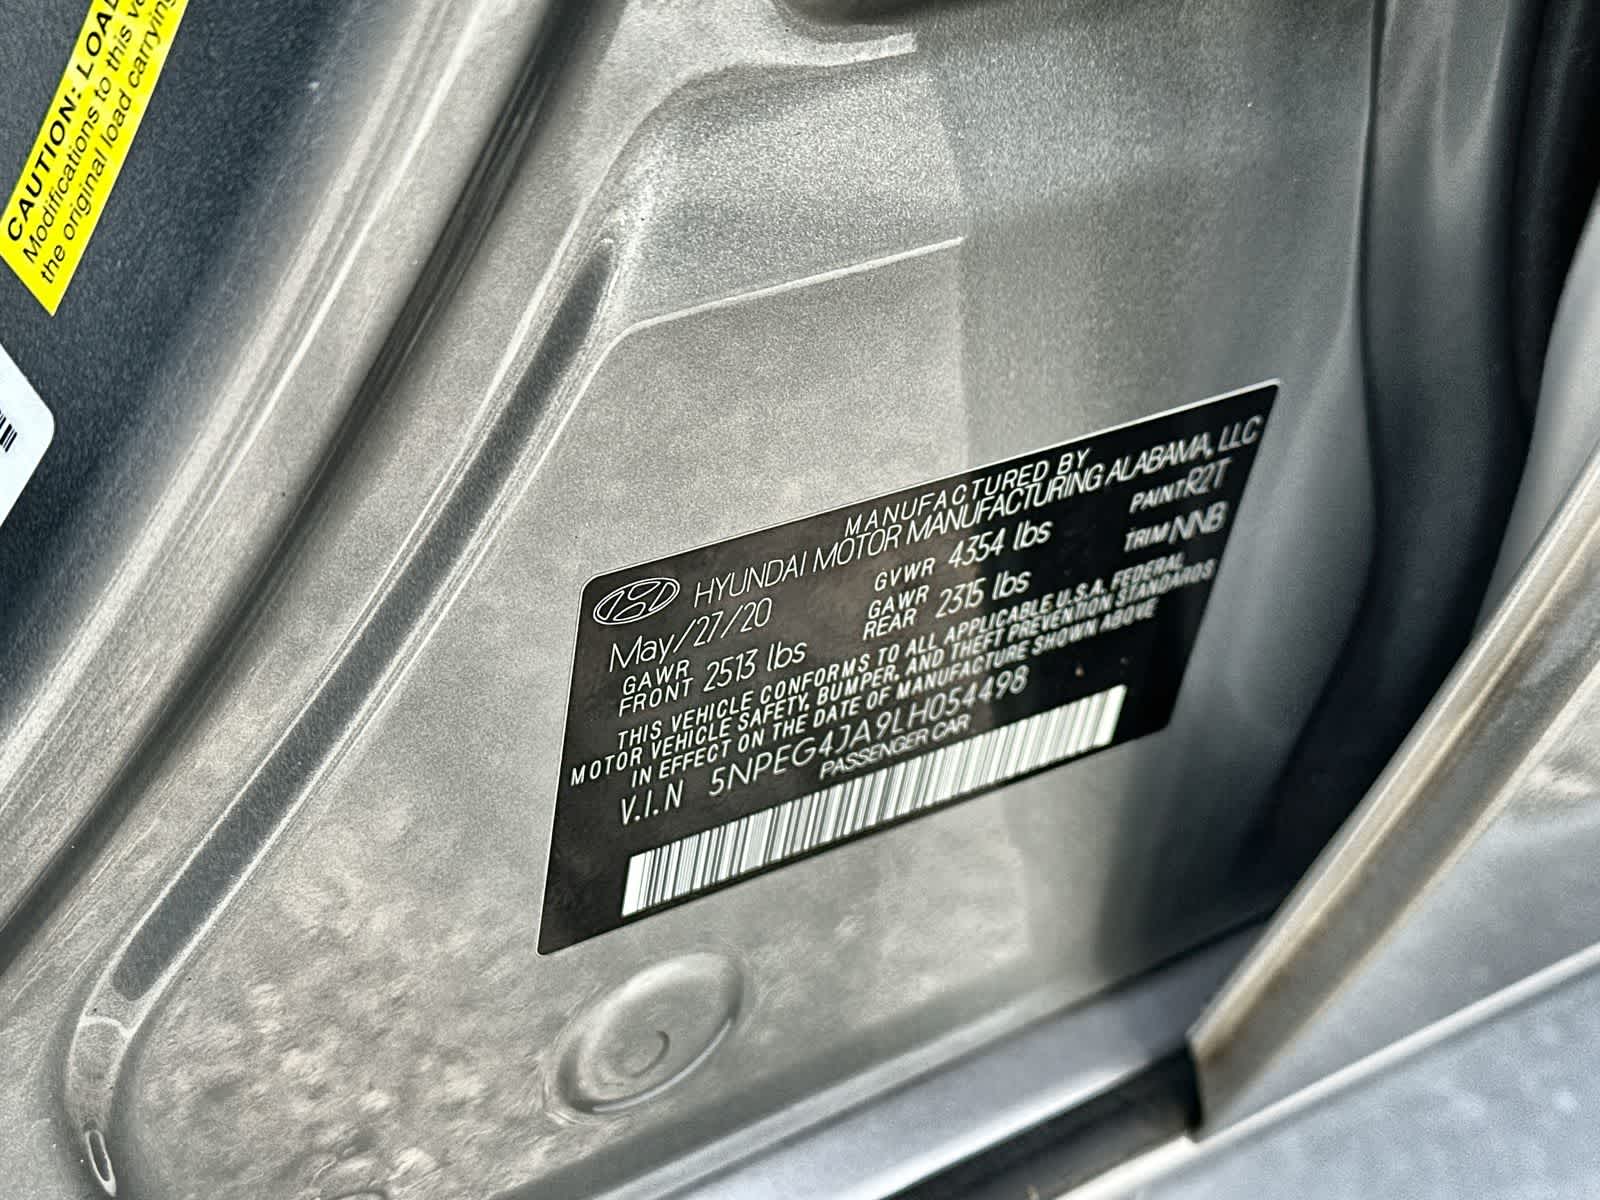 CAUTION: LOAD
Modifications to this
the original load carrying
MANUFACTURED BY
HYUNDAI MOTOR MANUFACTURING ALABAMA, LLC
May/27/20 GVWR 4354 lbs PAINT R2T
GAWR FRONT 2513 lbs GAWR REAR 2315 lbs TRIM NNB
THIS VEHICLE CONFORMS TO ALL APPLICABLE U.S.A. FEDERAL
MOTOR VEHICLE SAFETY, BUMPER, AND THEFT PREVENTION STANDARDS
IN EFFECT ON THE DATE OF MANUFACTURE SHOWN ABOVE
V.I.N 5NPEG4JA9LH054498
PASSENGER CAR